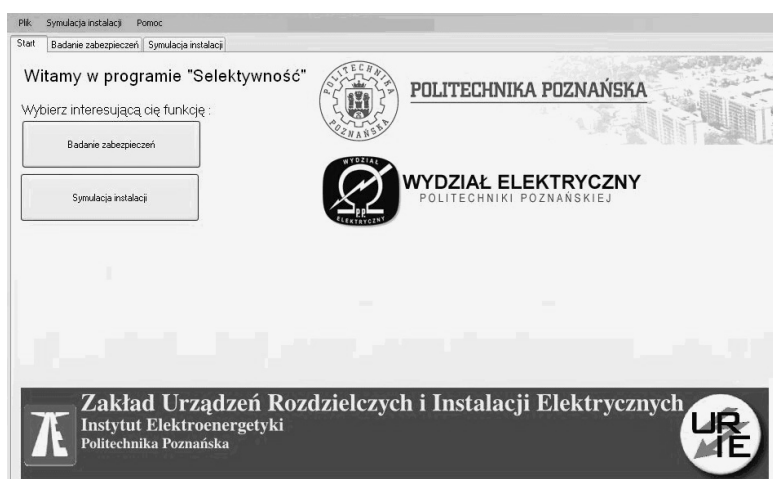 Plik Symulacja instalacji Pomoc
Start Badanie zabezpieczeń Symulacja instalacji
Witamy w programie "Selektywność"
Wybierz interesującą cię funkcję :
Badanie zabezpieczeń
Symulacja instalacji
POLITECHNIKA POZNAŃSKA
POLITECHNIKA POZNAŃSKA
WYDZIAŁ
ELEKTRYCZNY
P.P.
WYDZIAŁ ELEKTRYCZNY
POLITECHNIKI POZNAŃSKIEJ
Zakład Urządzeń Rozdzielczych i Instalacji Elektrycznych
Instytut Elektroenergetyki
Politechnika Poznańska
UR
IE